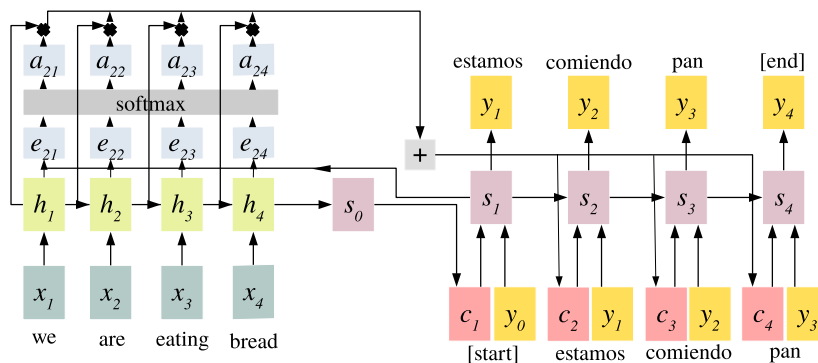 a21 a22 a23 a24
softmax
e21 e22 e23 e24
h1 h2 h3 h4 s0
x1 x2 x3 x4
we are eating bread
estamos comiendo pan [end]
y1 y2 y3 y4
+
s1 s2 s3 s4
c1 y0 c2 y1 c3 y2 c4 y3
[start] estamos comiendo pan